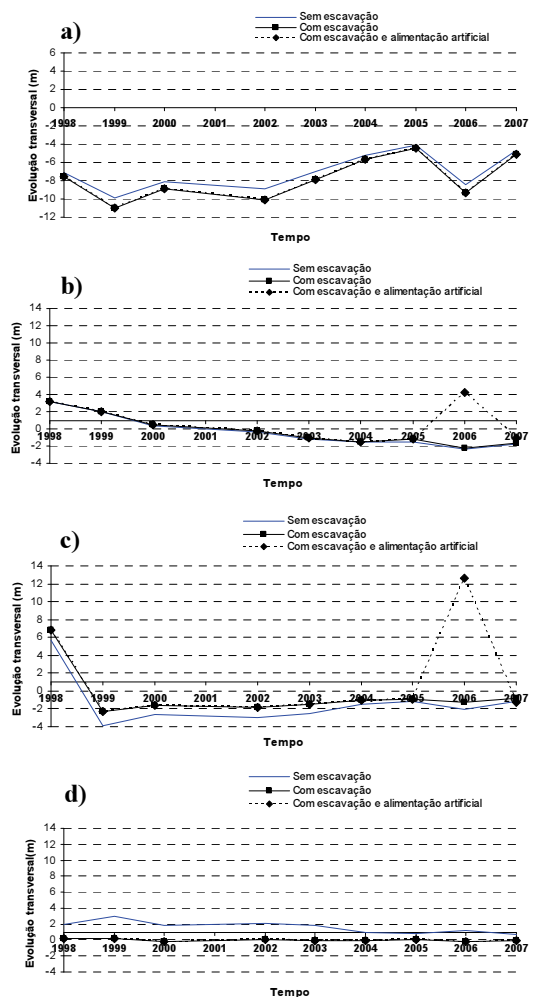 a)
Sem escavação
Com escavação
Com escavação e alimentação artificial
Evolução transversal (m)
6
4
2
0
-2
-4
-6
-8
-10
-12
1998 1999 2000 2001 2002 2003 2004 2005 2006 2007
Tempo
b)
Sem escavação
Com escavação
Com escavação e alimentação artificial
Evolução transversal (m)
14
12
10
8
6
4
2
0
-2
-4
1998 1999 2000 2001 2002 2003 2004 2005 2006 2007
Tempo
c)
Sem escavação
Com escavação
Com escavação e alimentação artificial
Evolução transversal (m)
14
12
10
8
6
4
2
0
-2
-4
1998 1999 2000 2001 2002 2003 2004 2005 2006 2007
Tempo
d)
Sem escavação
Com escavação
Com escavação e alimentação artificial
Evolução transversal(m)
14
12
10
8
6
4
2
0
-2
-4
1998 1999 2000 2001 2002 2003 2004 2005 2006 2007
Tempo